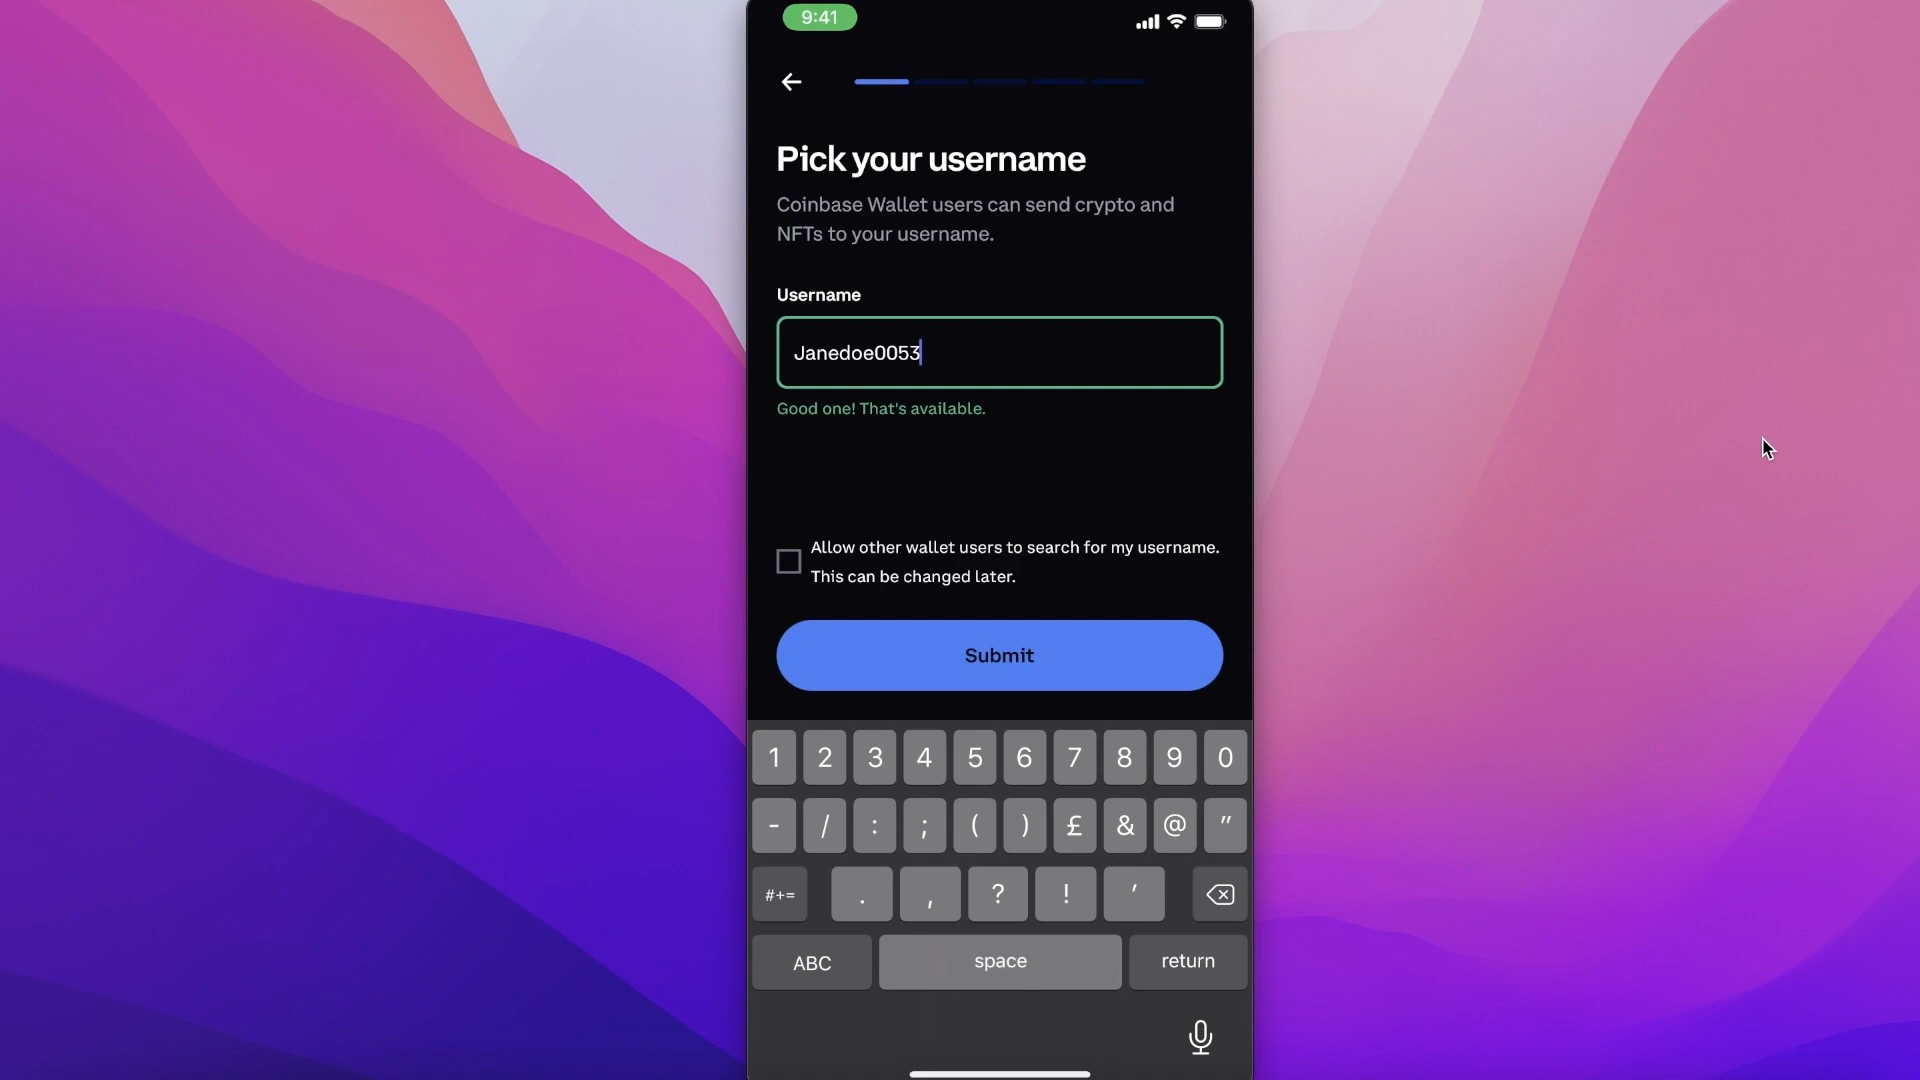 9:41
Pick your username
Coinbase Wallet users can send crypto and
NFTs to your username.
Username
Janedoe0053
Good one! That's available.
Allow other wallet users to search for my username.
This can be changed later.
Submit
1 2 3 4 5 6 7 8 9 0
- / : ; ( ) £ & @ "
#+= . , ? ! '
ABC space return